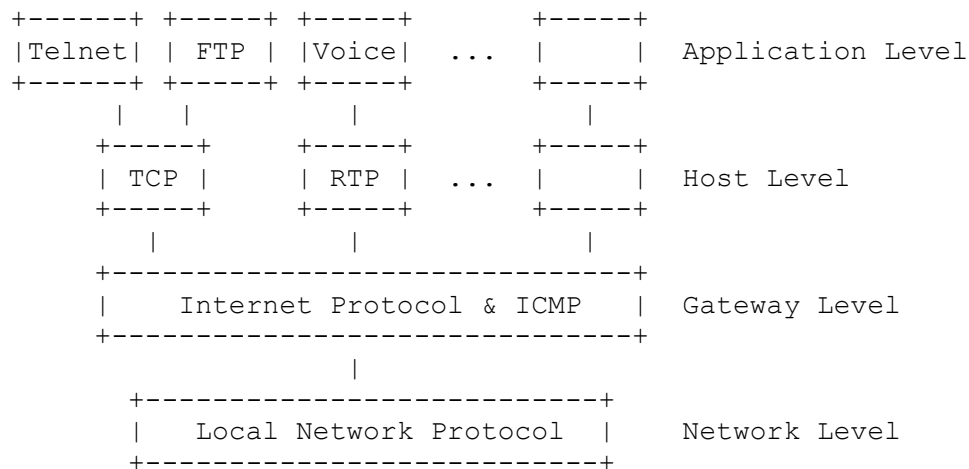 +------+ +-----+ +-----+       +-----+
|Telnet| | FTP | |Voice|  ...  |     |  Application Level
+------+ +-----+ +-----+       +-----+
      |   |         |             |
     +-----+     +-----+       +-----+
     | TCP |     | RTP |  ...  |     |  Host Level
     +-----+     +-----+       +-----+
        |           |             |
     +-------------------------------+
     |    Internet Protocol & ICMP   |  Gateway Level
     +-------------------------------+
                    |
       +---------------------------+
       |   Local Network Protocol  |    Network Level
       +---------------------------+